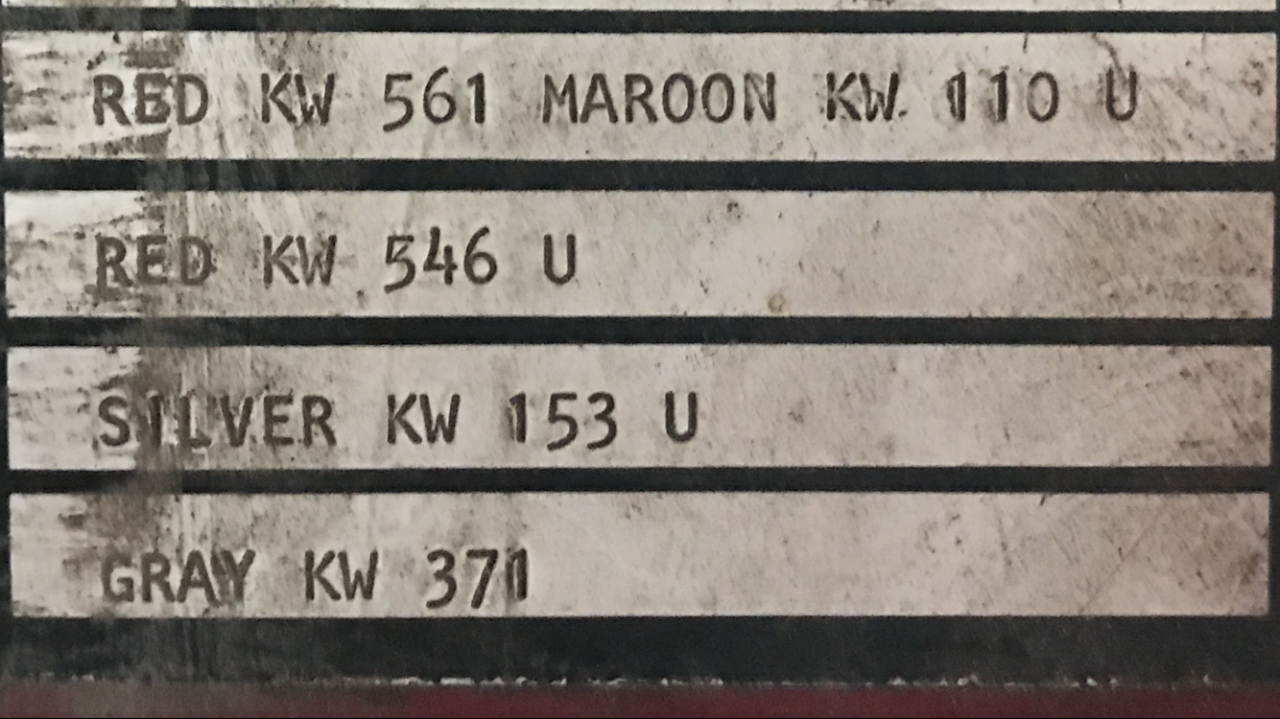 RED KW 561 MAROON KW 110 U
RED KW 546 U
SILVER KW 153 U
GRAY KW 371